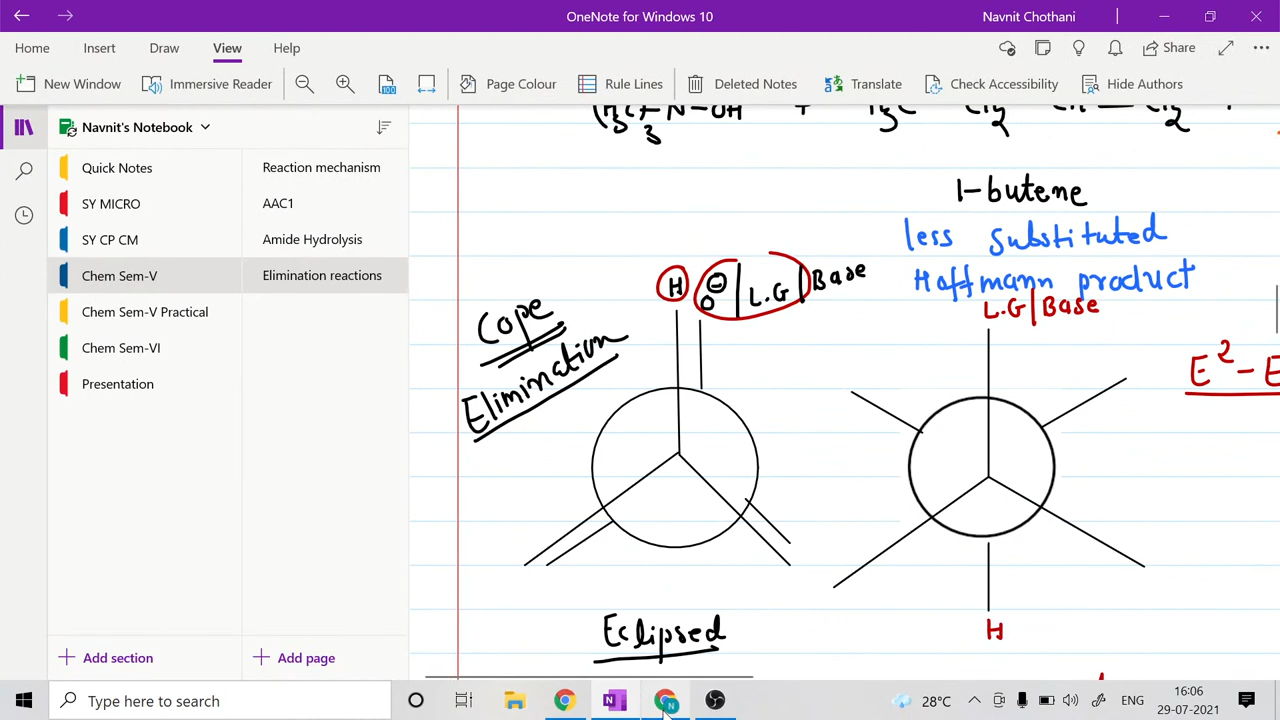 OneNote for Windows 10
Navnit Chothani
Home
Insert
Draw
View
Help
Share
New Window
Immersive Reader
Page Colour
Rule Lines
Deleted Notes
Translate
Check Accessibility
Hide Authors
Navnit's Notebook
Quick Notes
SY MICRO
SY CP CM
Chem Sem-V
Chem Sem-V Practical
Chem Sem-VI
Presentation
Reaction mechanism
AAC1
Amide Hydrolysis
Elimination reactions
1-butene
less substituted
Hoffmann product
H
O | L.G | Base
L.G | Base
Cope
Elimination
E2 - E
Eclipsed
H
Add section
Add page
Type here to search
28°C
ENG
16:06
29-07-2021